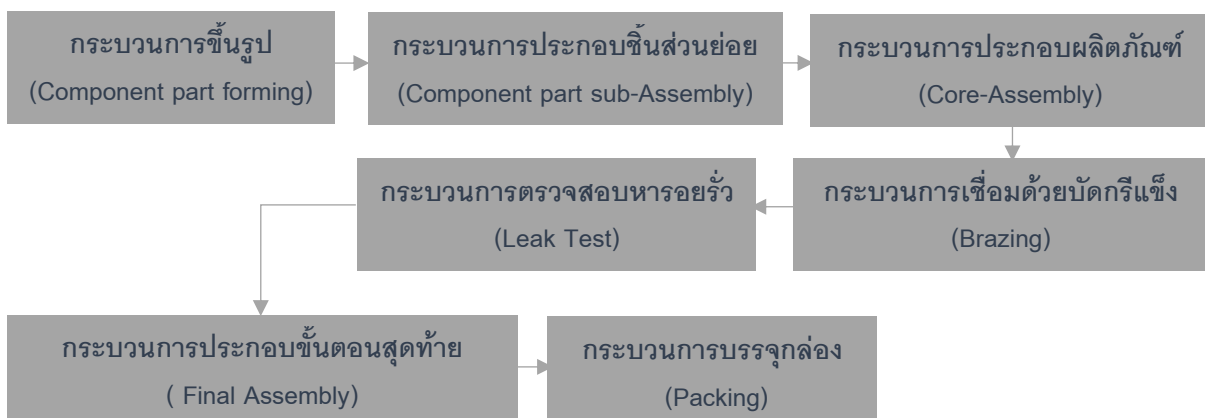 กระบวนการขึ้นรูป
(Component part forming)
กระบวนการประกอบชิ้นส่วนย่อย
(Component part sub-Assembly)
กระบวนการประกอบผลิตภัณฑ์
(Core-Assembly)
กระบวนการเชื่อมด้วยบัดกรีแข็ง
(Brazing)
กระบวนการตรวจสอบหารอยรั่ว
(Leak Test)
กระบวนการประกอบขั้นตอนสุดท้าย
( Final Assembly)
กระบวนการบรรจุกล่อง
(Packing)